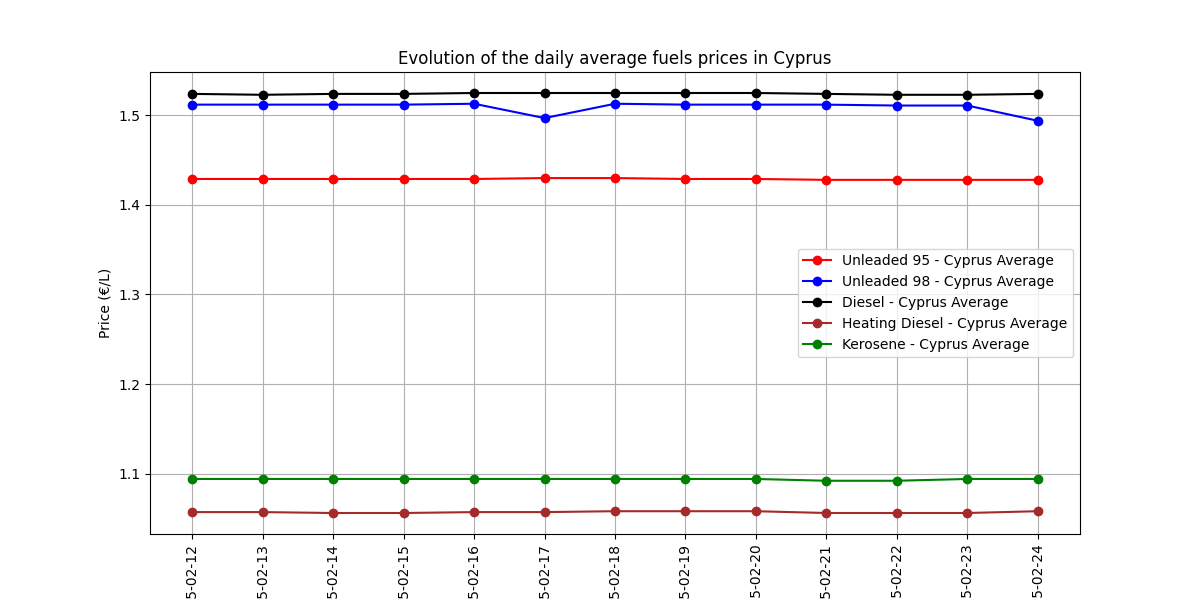 Evolution of the daily average fuels prices in Cyprus
Price (€/L)
1.5
1.4
1.3
1.2
1.1
Unleaded 95 - Cyprus Average
Unleaded 98 - Cyprus Average
Diesel - Cyprus Average
Heating Diesel - Cyprus Average
Kerosene - Cyprus Average
5-02-12
5-02-13
5-02-14
5-02-15
5-02-16
5-02-17
5-02-18
5-02-19
5-02-20
5-02-21
5-02-22
5-02-23
5-02-24